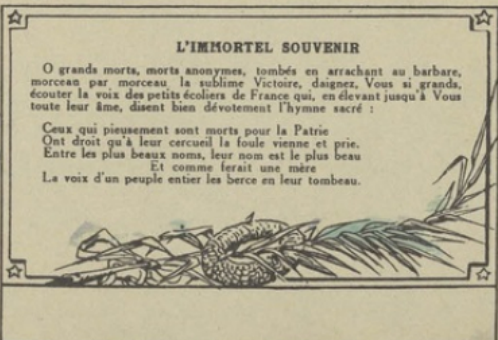 L'IMMORTEL SOUVENIR
O grands morts, morts anonymes, tombés en arrachant au barbare,
morceau par morceau la sublime Victoire, daignez, Vous si grands,
écouter la voix des petits écoliers de France qui, en élevant jusqu'à Vous
toute leur âme, disent bien dévotement l'hymne sacré :
Ceux qui pieusement sont morts pour la Patrie
Ont droit qu'à leur cercueil la foule vienne et prie.
Entre les plus beaux noms, leur nom est le plus beau
Et comme ferait une mère
La voix d'un peuple entier les berce en leur tombeau.